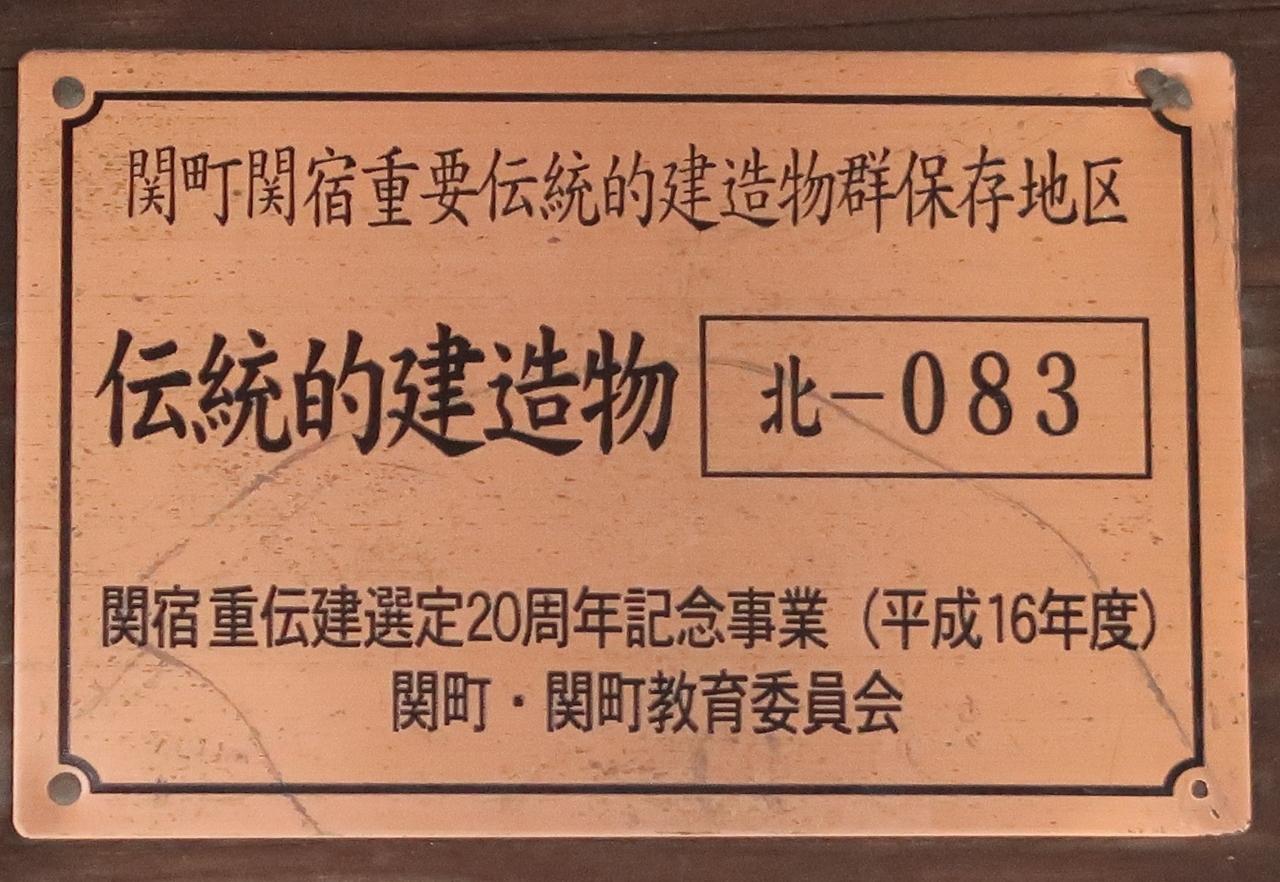 関町関宿重要伝統的建造物群保存地区
伝統的建造物 北－083
関宿重伝建選定20周年記念事業（平成16年度）
関町・関町教育委員会